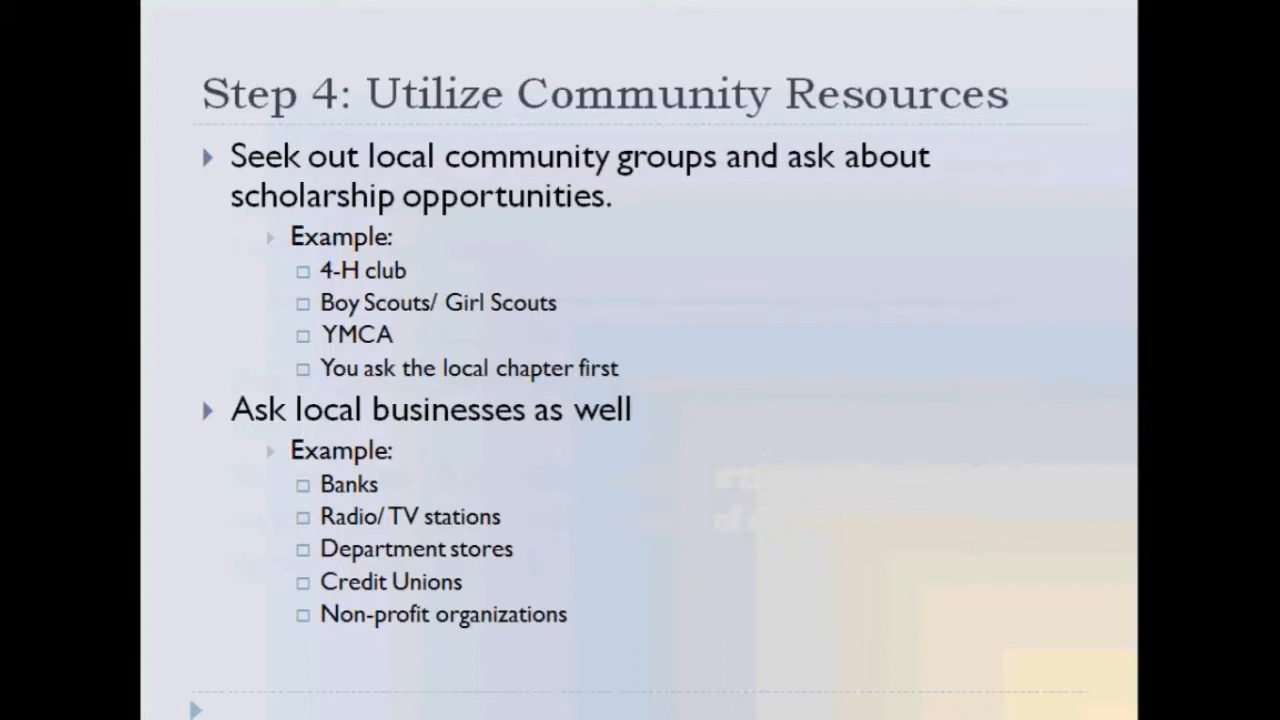 Step 4: Utilize Community Resources
Seek out local community groups and ask about
scholarship opportunities.
Example:
4-H club
Boy Scouts/ Girl Scouts
YMCA
You ask the local chapter first
Ask local businesses as well
Example:
Banks
Radio/ TV stations
Department stores
Credit Unions
Non-profit organizations